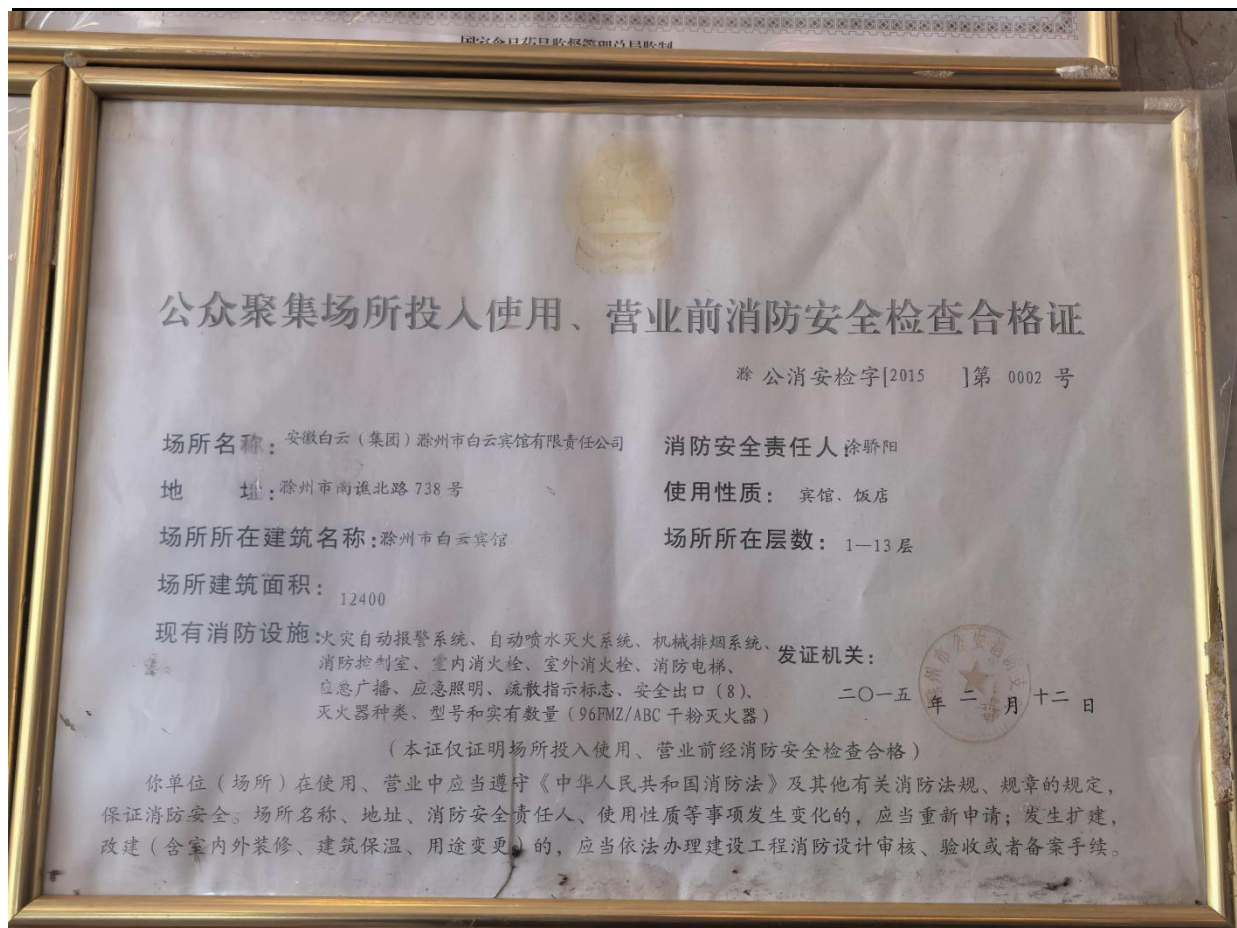 国家食品药品监督管理总局监制
公众聚集场所投入使用、营业前消防安全检查合格证
滁 公消安检字[2015 ]第 0002 号
场所名称：安徽白云（集团）滁州市白云宾馆有限责任公司 消防安全责任人：涂骄阳
地 址：滁州市南谯北路 738 号 使用性质：宾馆、饭店
场所所在建筑名称：滁州市白云宾馆 场所所在层数：1—13 层
场所建筑面积：12400
现有消防设施：火灾自动报警系统、自动喷水灭火系统、机械排烟系统、
消防控制室、室内消火栓、室外消火栓、消防电梯、
应急广播、应急照明、疏散指示标志、安全出口（8）、
灭火器种类、型号和实有数量（96FMZ/ABC 干粉灭火器）
发证机关：
二〇一五 年 二 月 十二 日
（本证仅证明场所投入使用、营业前经消防安全检查合格）
你单位（场所）在使用、营业中应当遵守《中华人民共和国消防法》及其他有关消防法规、规章的规定，
保证消防安全。场所名称、地址、消防安全责任人、使用性质等事项发生变化的，应当重新申请；发生扩建，
改建（含室内外装修、建筑保温、用途变更）的，应当依法办理建设工程消防设计审核、验收或者备案手续。